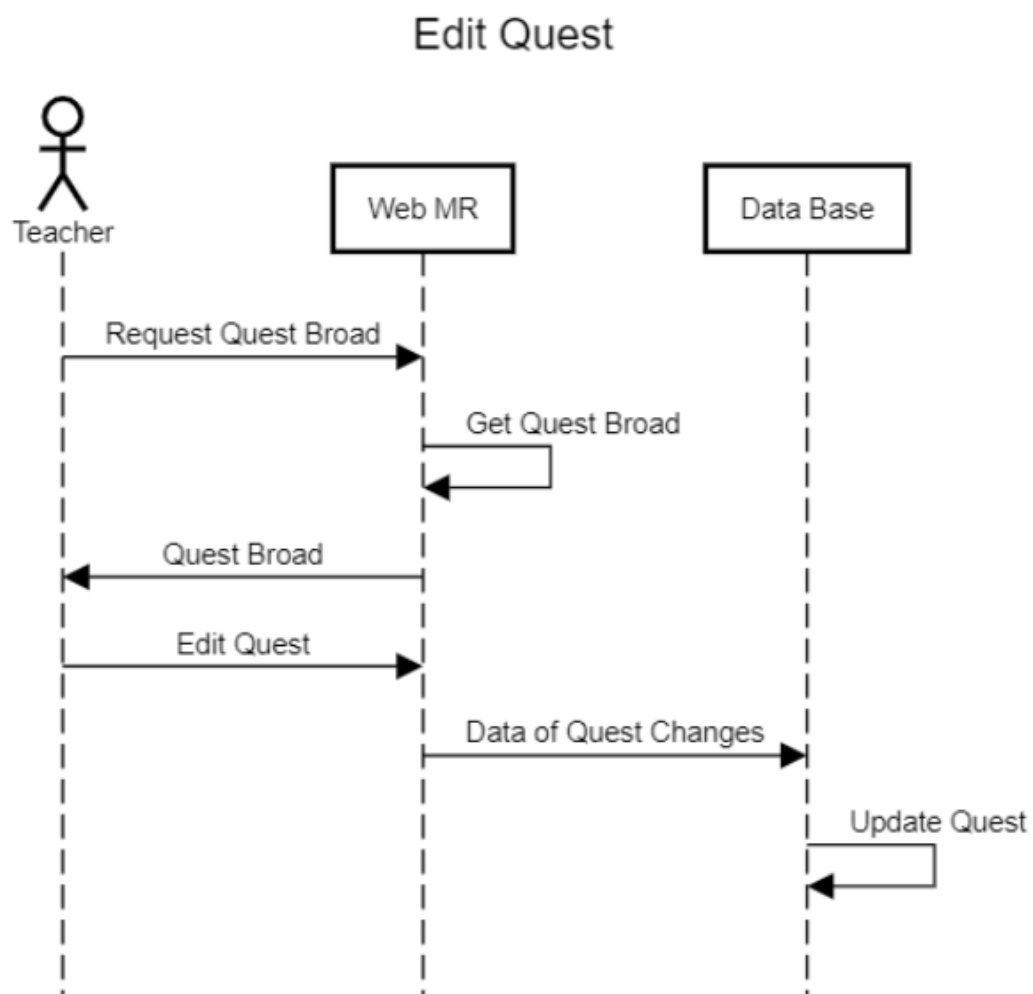 Edit Quest
Teacher
Web MR
Data Base
Request Quest Broad
Get Quest Broad
Quest Broad
Edit Quest
Data of Quest Changes
Update Quest